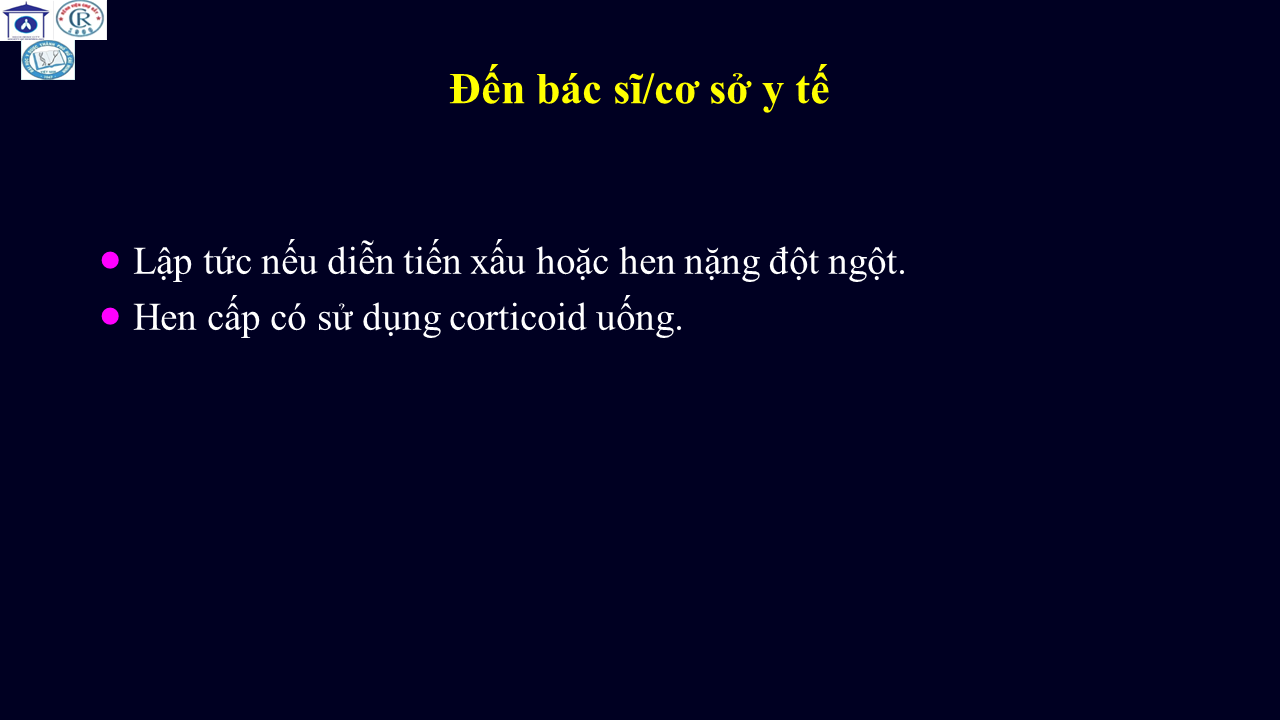 Đến bác sĩ/cơ sở y tế
Lập tức nếu diễn tiến xấu hoặc hen nặng đột ngột.
Hen cấp có sử dụng corticoid uống.